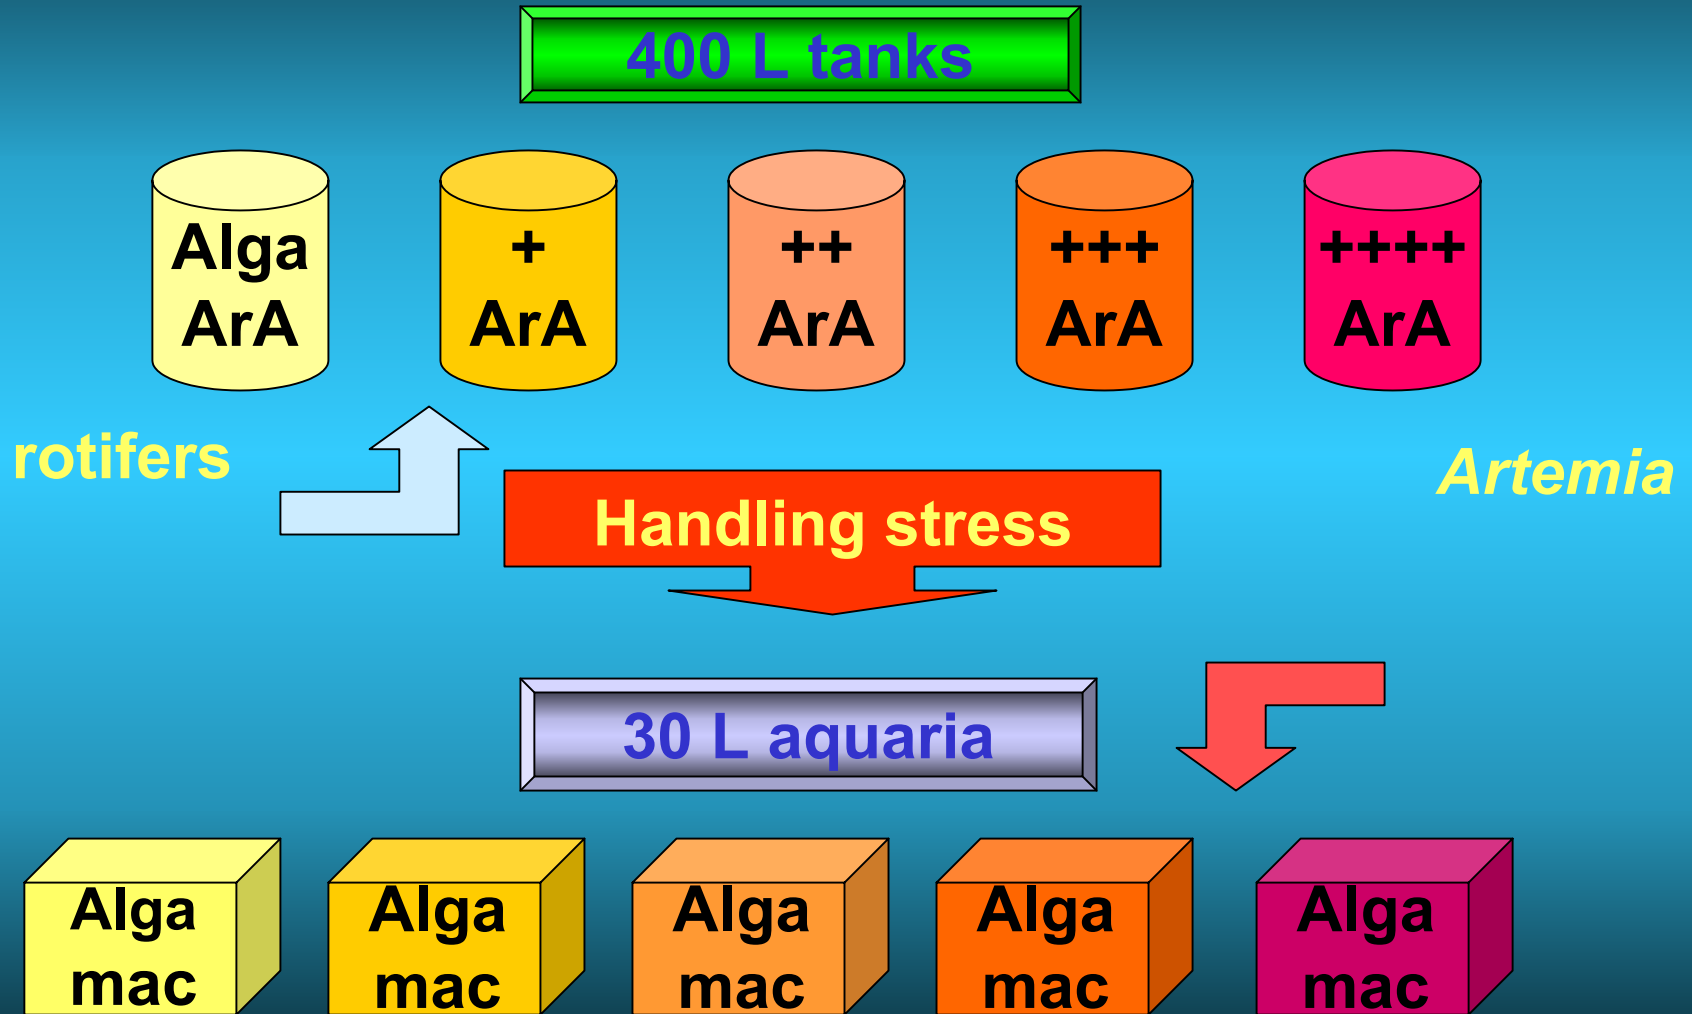 400 L tanks
Alga
ArA
+
ArA
++
ArA
+++
ArA
++++
ArA
rotifers
Artemia
Handling stress
30 L aquaria
Alga
mac
Alga
mac
Alga
mac
Alga
mac
Alga
mac